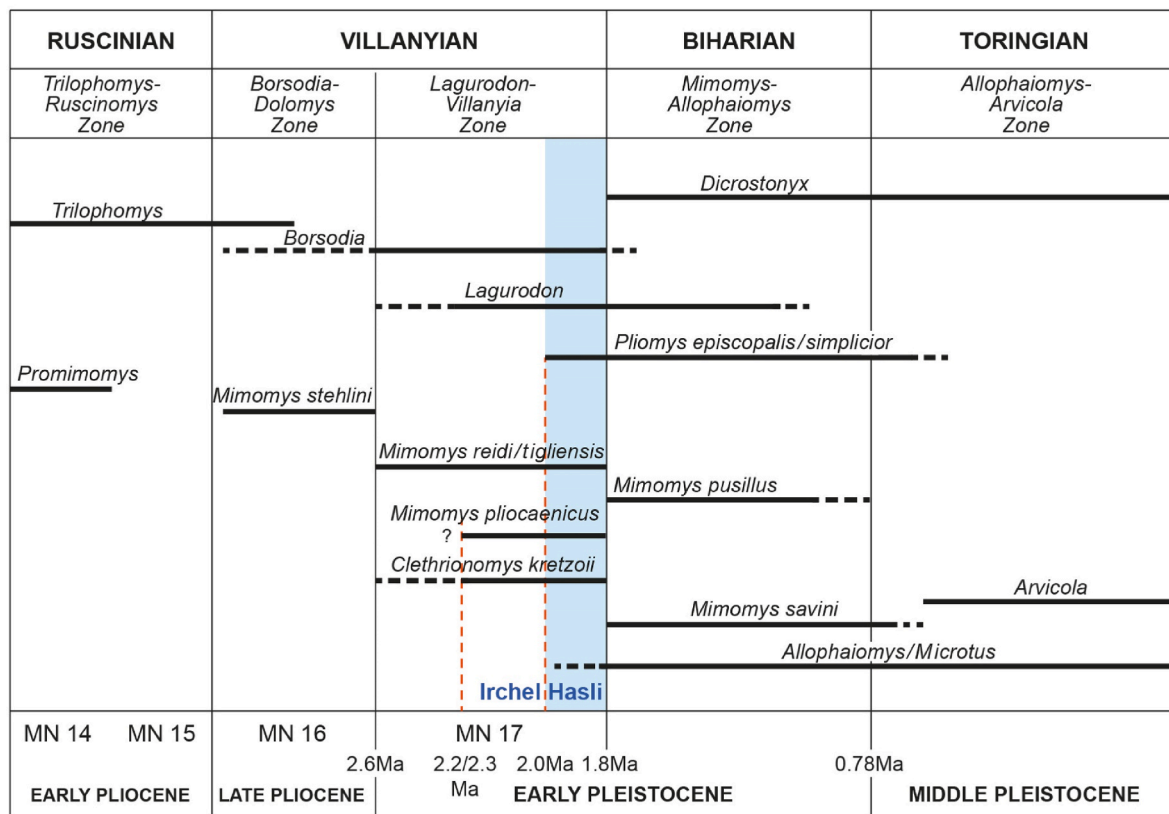 RUSCINIAN
VILLANYIAN
BIHARIAN
TORINGIAN
Trilophomys-
Ruscinomys
Zone
Borsodia-
Dolomys
Zone
Lagurodon-
Villanyia
Zone
Mimomys-
Allophaiomys
Zone
Allophaiomys-
Arvicola
Zone
Dicrostonyx
Trilophomys
Borsodia
Lagurodon
Pliomys episcopalis/simplicior
Promimomys
Mimomys stehlini
Mimomys reidi/tigliensis
Mimomys pusillus
Mimomys pliocaenicus
?
Clethrionomys kretzoii
Arvicola
Mimomys savini
Allophaiomys/Microtus
Irchel Hasli
MN 14
MN 15
MN 16
MN 17
2.6Ma
2.2/2.3
Ma
2.0Ma
1.8Ma
0.78Ma
EARLY PLIOCENE
LATE PLIOCENE
EARLY PLEISTOCENE
MIDDLE PLEISTOCENE